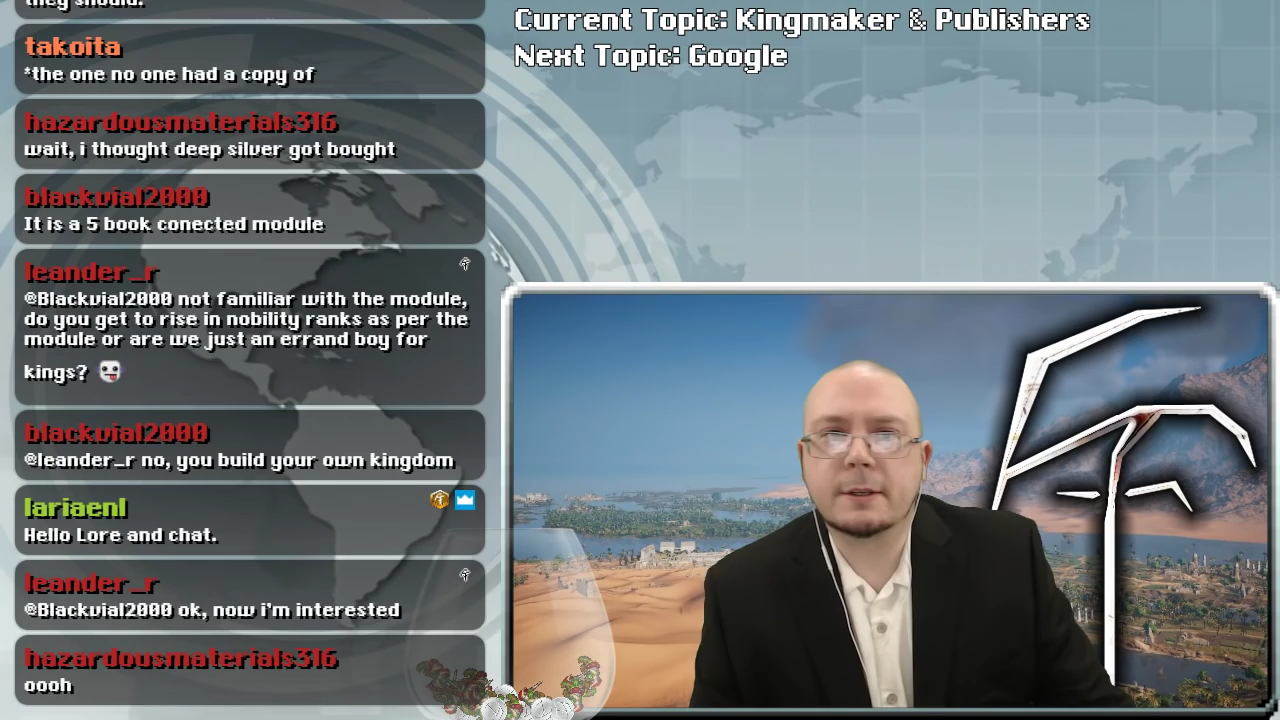 they should.
takoita
*the one no one had a copy of
hazardousmaterials316
wait, i thought deep silver got bought
blackvial2000
It is a 5 book conected module
leander_r
@Blackvial2000 not familiar with the module,
do you get to rise in nobility ranks as per the
module or are we just an errand boy for
kings?
blackvial2000
@leander_r no, you build your own kingdom
lariaenl
Hello Lore and chat.
leander_r
@Blackvial2000 ok, now i'm interested
hazardousmaterials316
oooh
Current Topic: Kingmaker & Publishers
Next Topic: Google